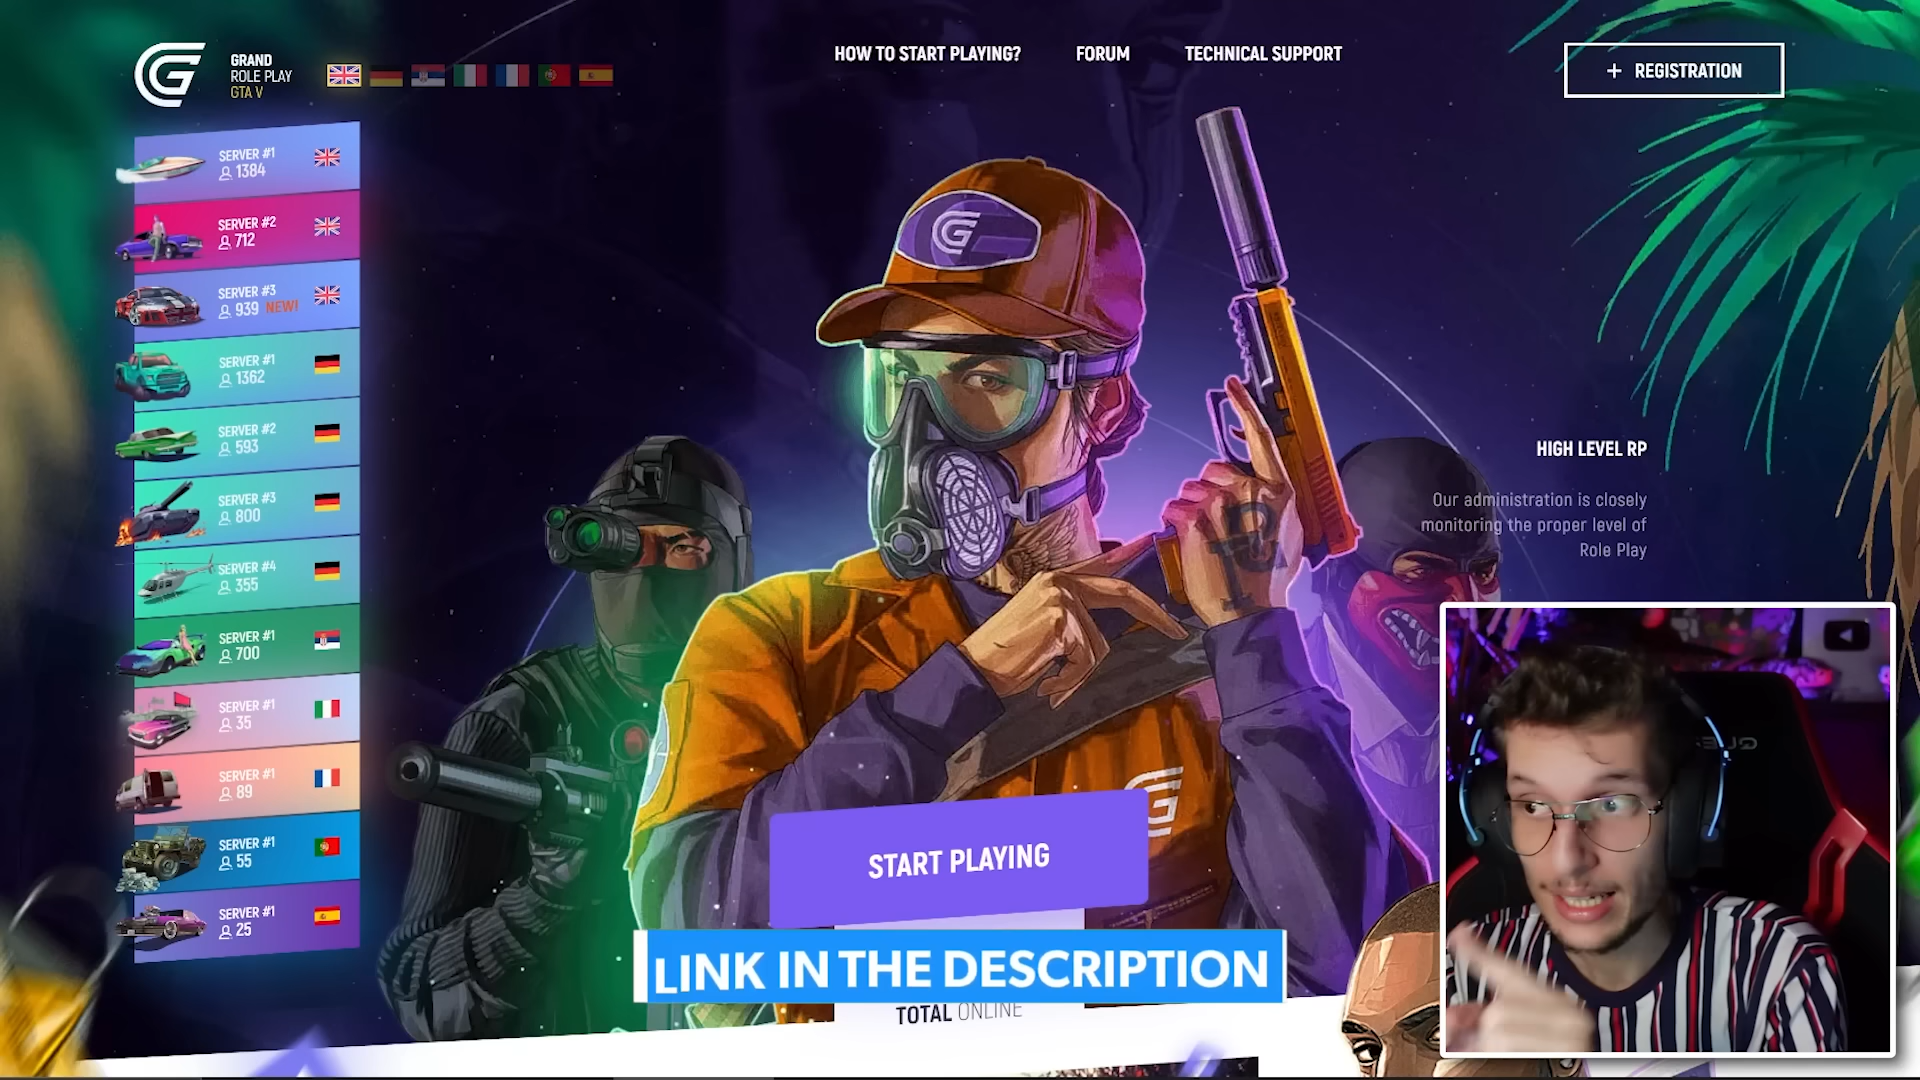 GRAND
ROLE PLAY
GTA V
HOW TO START PLAYING?
FORUM
TECHNICAL SUPPORT
+ REGISTRATION
SERVER #1
1384
SERVER #2
712
SERVER #3
939 NEW!
SERVER #1
1362
SERVER #2
593
SERVER #3
800
SERVER #4
355
SERVER #1
700
SERVER #1
35
SERVER #1
89
SERVER #1
55
SERVER #1
25
HIGH LEVEL RP
Our administration is closely
monitoring the proper level of
Role Play
START PLAYING
LINK IN THE DESCRIPTION
TOTAL ONLINE